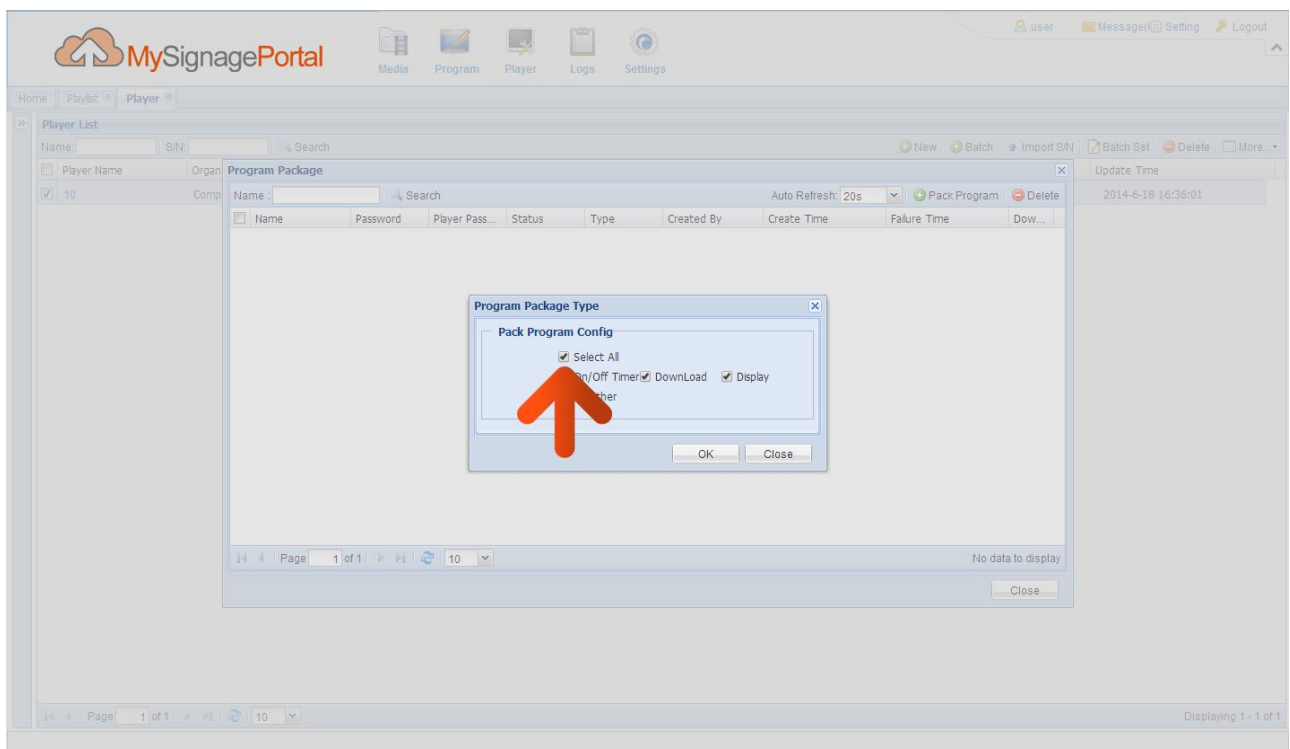 user Message( Setting Logout
MySignagePortal
Media Program Player Logs Settings
Home Playlist Player
Player List
Name: S/N: Search New Batch Import S/N Batch Set Delete More...
Player Name Organ Update Time
10 Comp 2014-6-18 16:36:01
Program Package
Name : Search Auto Refresh: 20s Pack Program Delete
Name Password Player Pass... Status Type Created By Create Time Failure Time Dow...
Program Package Type
Pack Program Config
Select All
On/Off Timer DownLoad Display
OK Close
Page 1 of 1 10 No data to display
Close
Page 1 of 1 10 Displaying 1 - 1 of 1